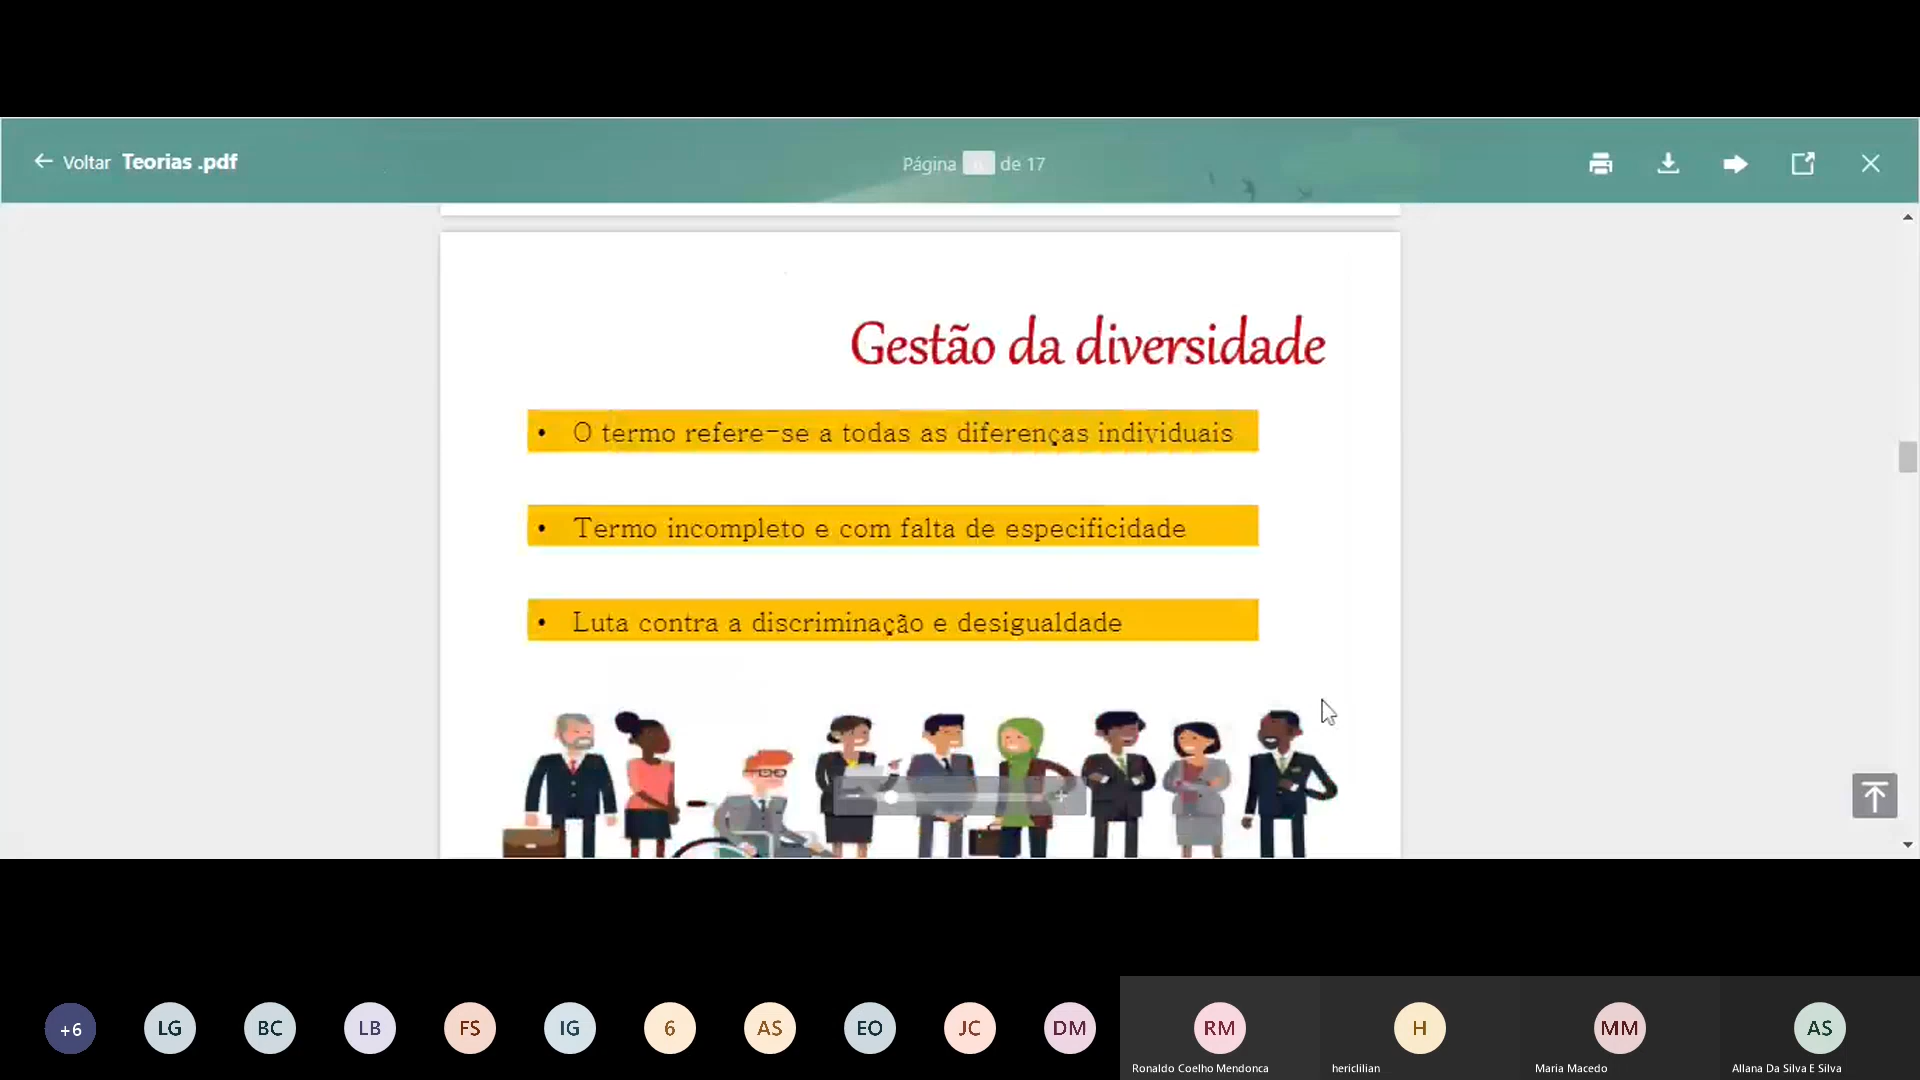 Voltar Teorias .pdf
Página 6 de 17
Gestão da diversidade
• O termo refere-se a todas as diferenças individuais
• Termo incompleto e com falta de especificidade
• Luta contra a discriminação e desigualdade
+6 LG BC LB FS IG 6 AS EO JC DM RM H MM AS
Ronaldo Coelho Mendonca hericlilian Maria Macedo Allana Da Silva E Silva